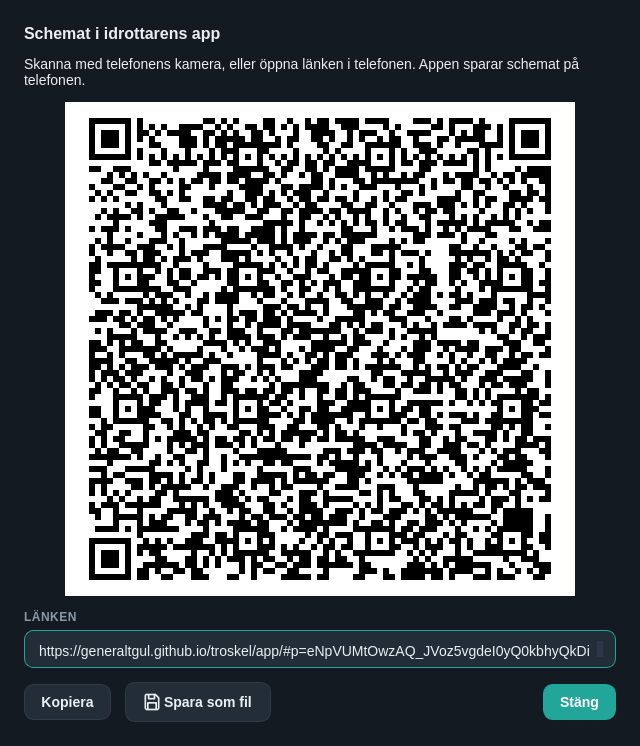 Schemat i idrottarens app
Skanna med telefonens kamera, eller öppna länken i telefonen. Appen sparar schemat på
telefonen.
LÄNKEN
https://generaltgul.github.io/troskel/app/#p=eNpVUMtOwzAQ_JVoz5vgdeI0yQ0kbhyQkDi
Kopiera
Spara som fil
Stäng